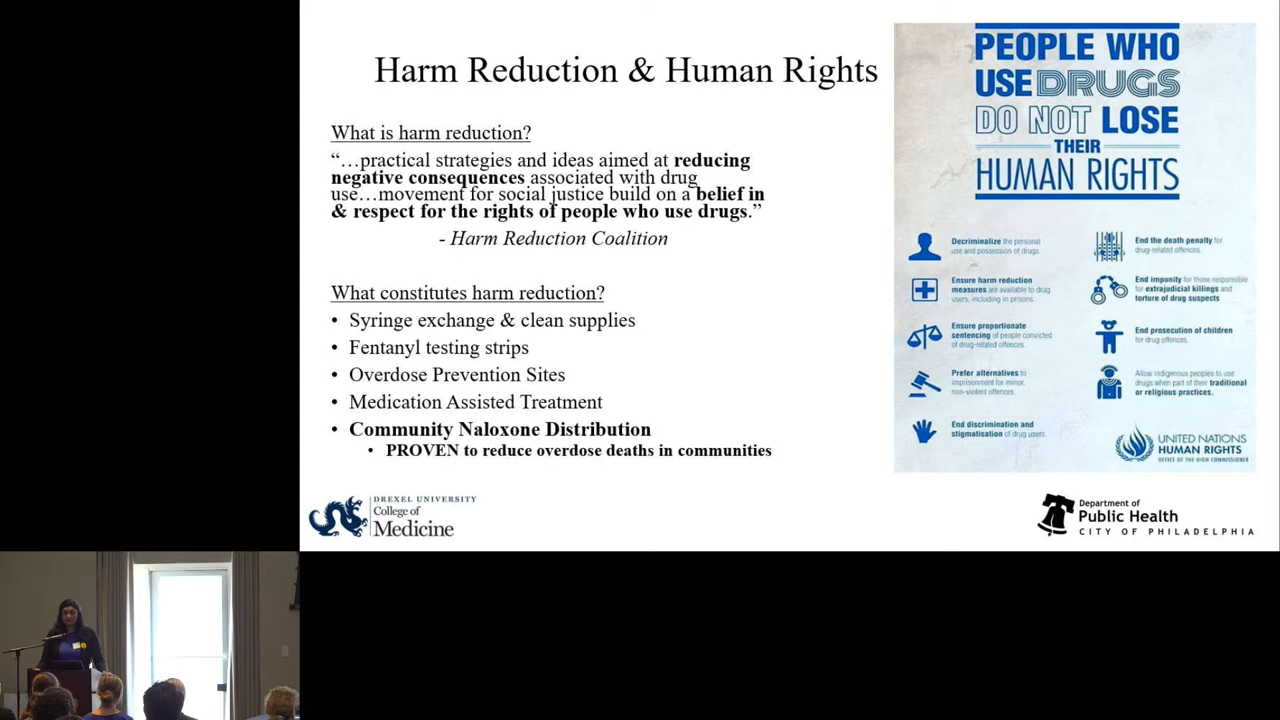 Harm Reduction & Human Rights
What is harm reduction?
“…practical strategies and ideas aimed at reducing
negative consequences associated with drug
use…movement for social justice build on a belief in
& respect for the rights of people who use drugs.”
- Harm Reduction Coalition
What constitutes harm reduction?
• Syringe exchange & clean supplies
• Fentanyl testing strips
• Overdose Prevention Sites
• Medication Assisted Treatment
• Community Naloxone Distribution
• PROVEN to reduce overdose deaths in communities
DREXEL UNIVERSITY
College of
Medicine
PEOPLE WHO
USE DRUGS
DO NOT LOSE
THEIR
HUMAN RIGHTS
Decriminalize the personal
use and possession of drugs.
Ensure harm reduction
measures are available to drug
users, including in prisons.
Ensure proportionate
sentencing of people convicted
of drug-related offences.
Prefer alternatives to
imprisonment for minor,
non-violent offences.
End discrimination and
stigmatisation of drug users.
End the death penalty for
drug-related offences.
End impunity for those responsible
for extrajudicial killings and
torture of drug suspects
End prosecution of children
for drug offences.
Allow indigenous peoples to use
drugs when part of their traditional
or religious practices.
UNITED NATIONS
HUMAN RIGHTS
OFFICE OF THE HIGH COMMISSIONER
Department of
Public Health
CITY OF PHILADELPHIA